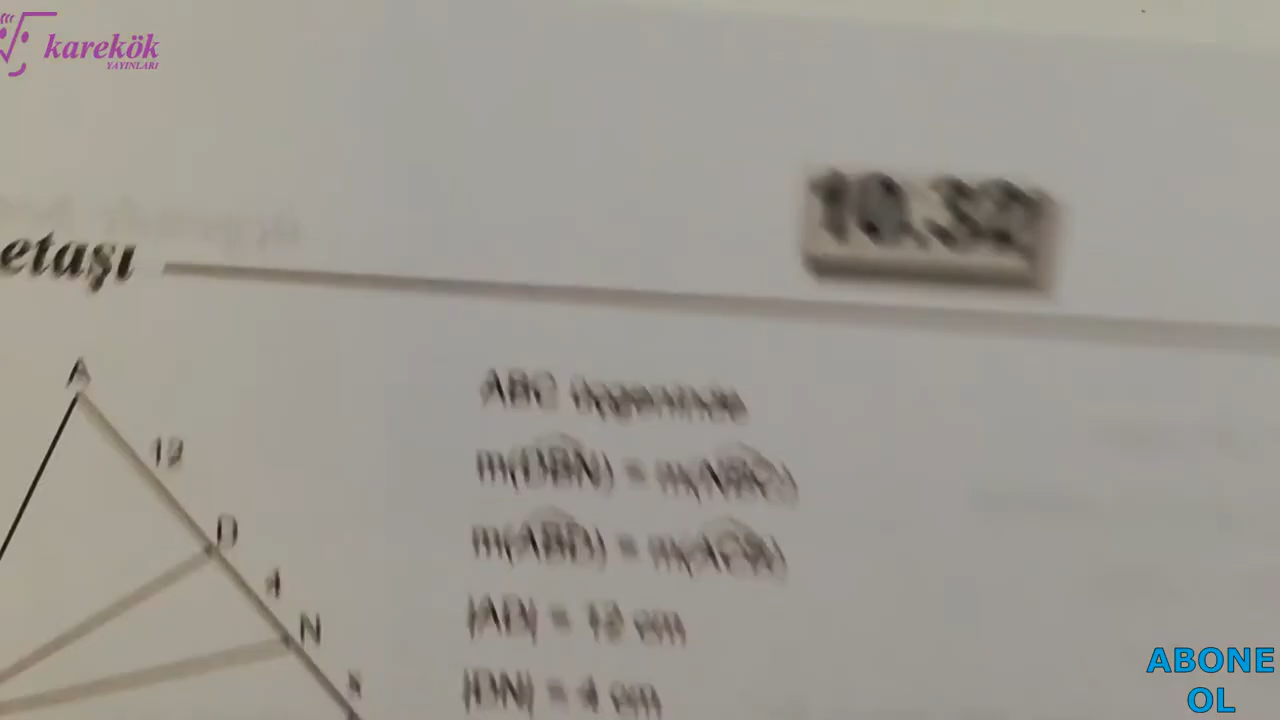 karekök
YAYINLARI
10.32
etaşı
A
12
D
4
N
x
ABC üçgeninde
m(DBN) = m(NBC)
m(ABD) = m(ACB)
|AD| = 12 cm
|DN| = 4 cm
ABONE
OL